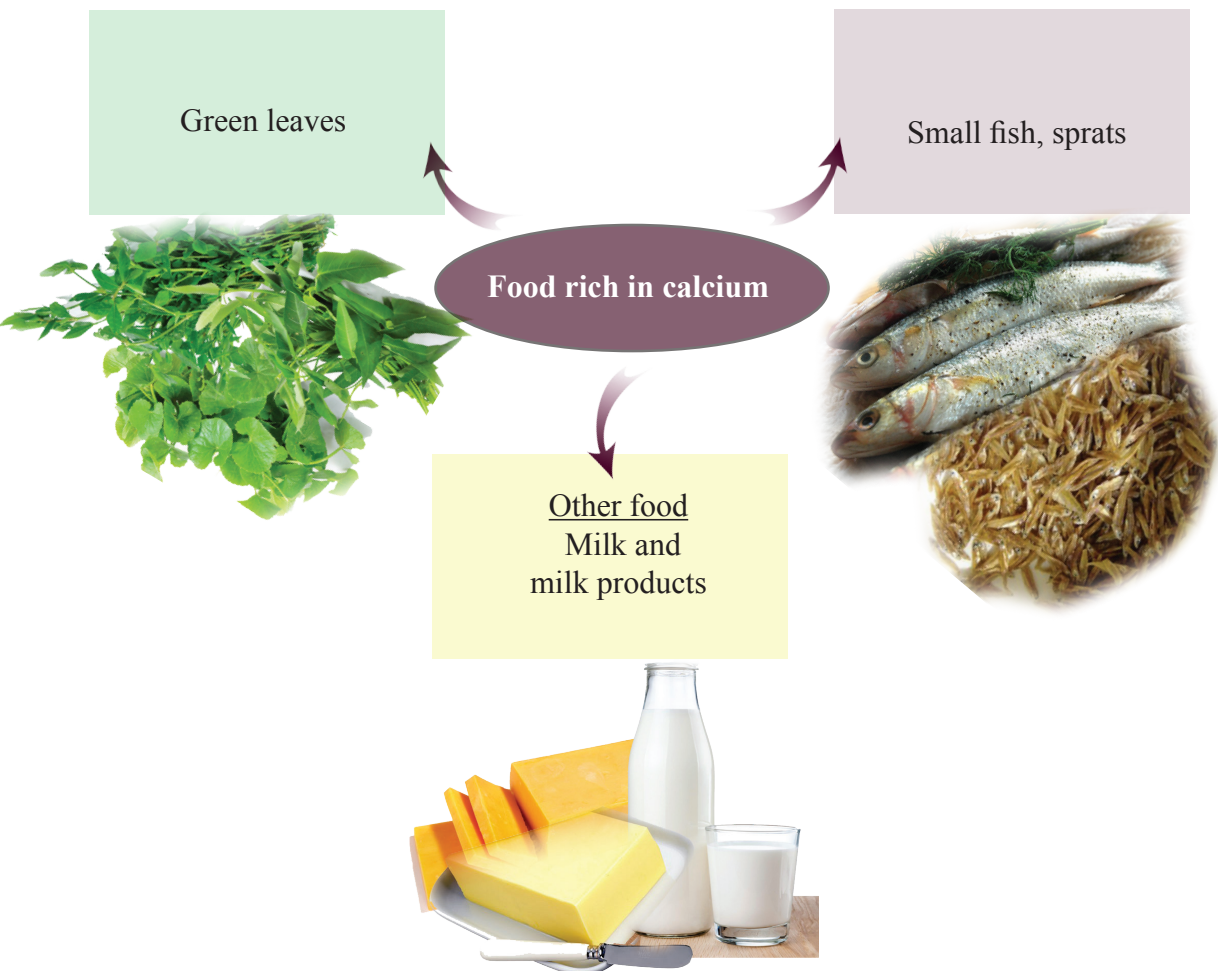 Green leaves
Small fish, sprats
Food rich in calcium
Other food
Milk and
milk products